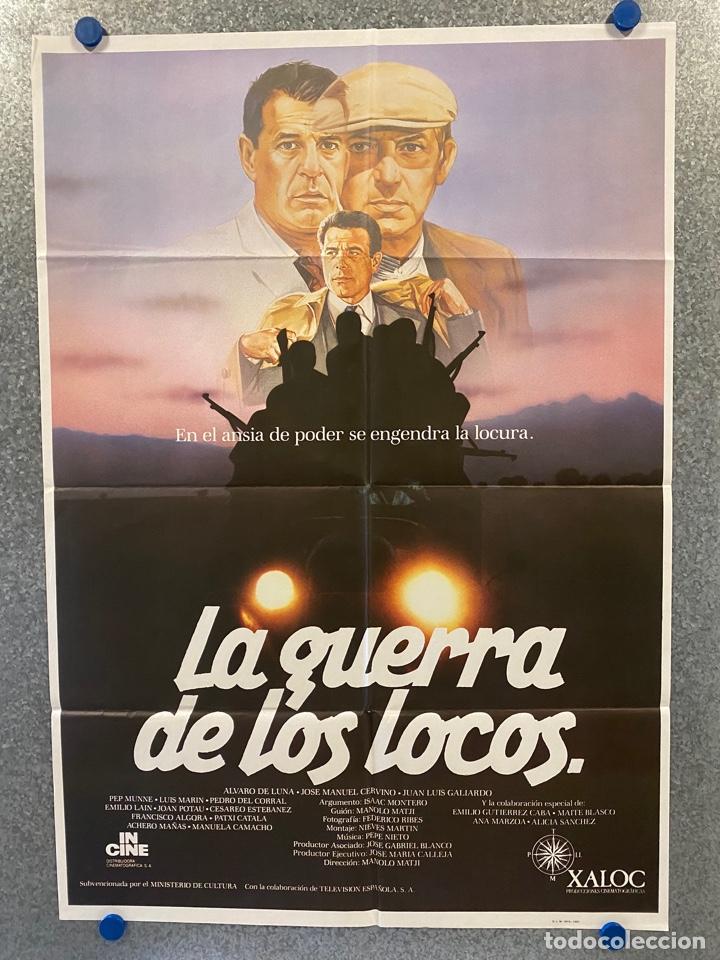 En el ansia de poder se engendra la locura.
La guerra
de los locos.
ALVARO DE LUNA • JOSE MANUEL CERVINO • JUAN LUIS GALIARDO
PEP MUNNE • LUIS MARIN • PEDRO DEL CORRAL
EMILIO LAIN • JOAN POTAU • CESAREO ESTEBANEZ
FRANCISCO ALGORA • PATXI CATALA
ACHERO MAÑAS • MANUELA CAMACHO
Argumento: ISAAC MONTERO
Guión: MANOLO MATJI
Fotografía: FEDERICO RIBES
Montaje: NIEVES MARTIN
Música: PEPE NIETO
Productor Asociado: JOSE GABRIEL BLANCO
Productor Ejecutivo: JOSE MARIA CALLEJA
Dirección: MANOLO MATJI
Y la colaboración especial de:
EMILIO GUTIERREZ CABA • MAITE BLASCO
ANA MARZOA • ALICIA SANCHEZ
IN
CINE
DISTRIBUIDORA
CINEMATOGRAFICA S.A.
P LL
M
XALOC
PRODUCCIONES CINEMATOGRAFICAS
Subvencionada por el MINISTERIO DE CULTURA Con la colaboración de TELEVISION ESPAÑOLA, S. A.
todocoleccion.net